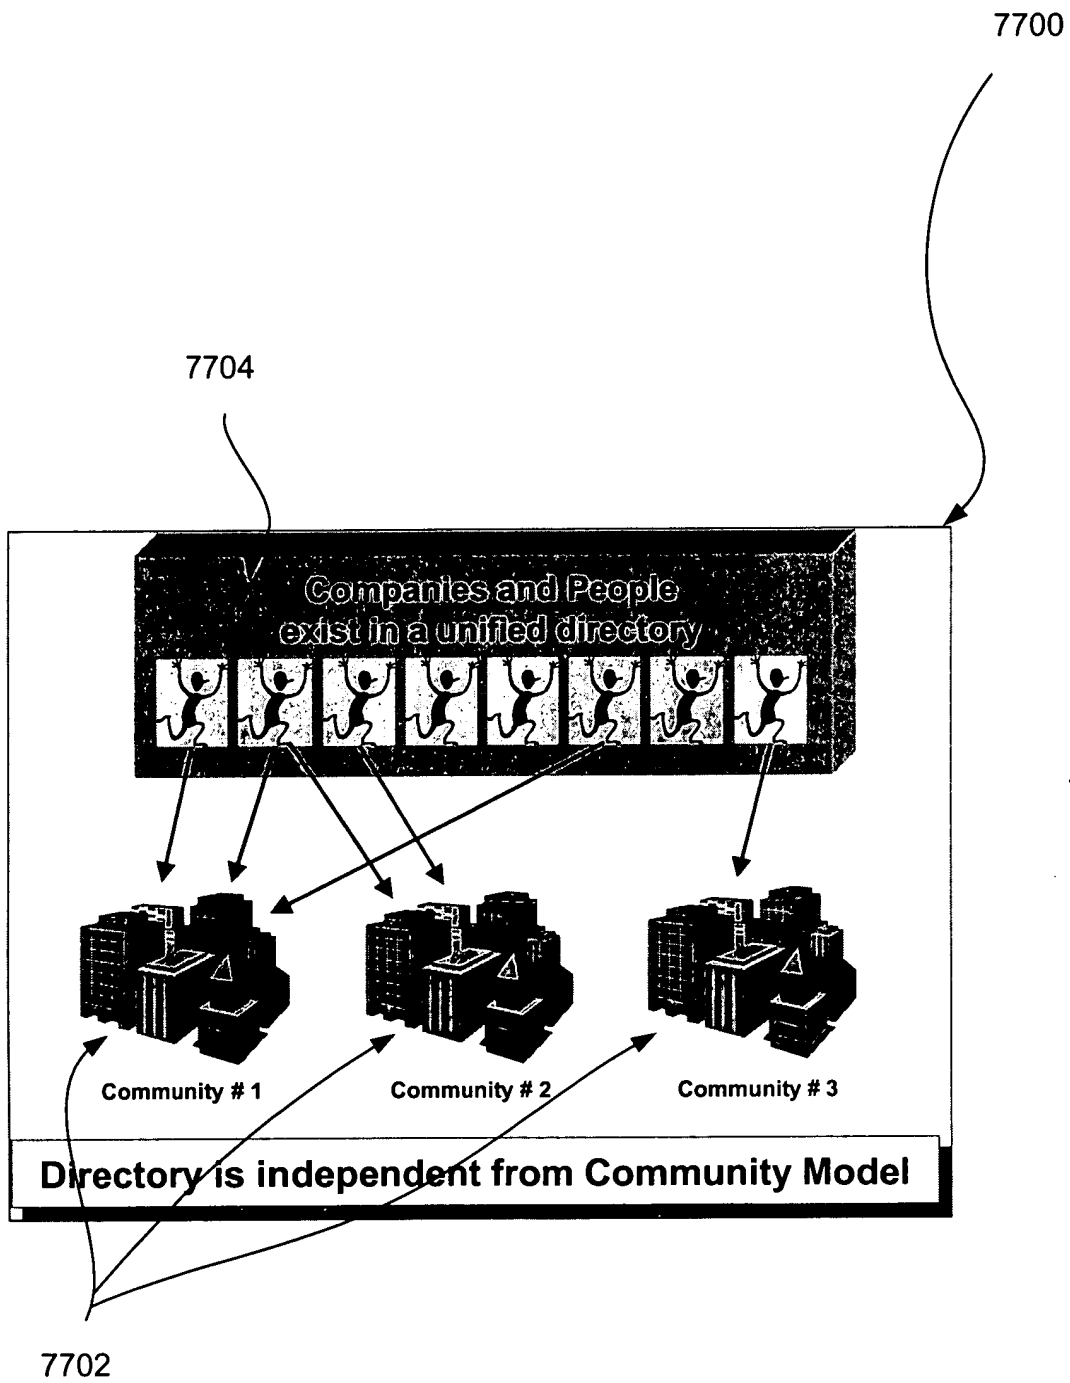 7700
7704
Companies and People
exist in a unified directory
Community # 1
Community # 2
Community # 3
Directory is independent from Community Model
7702